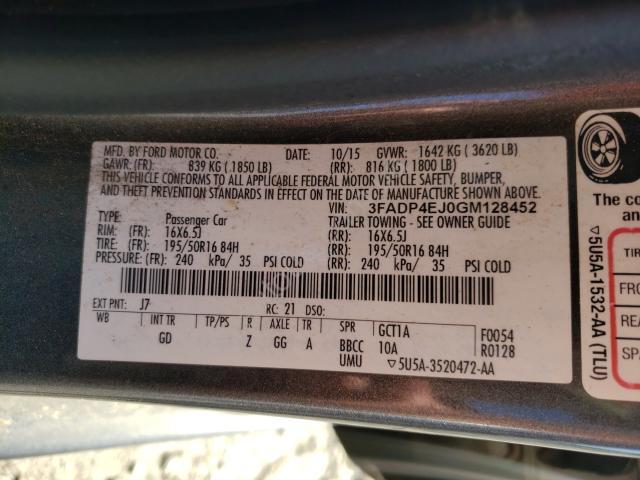 MFD. BY FORD MOTOR CO. DATE: 10/15 GVWR: 1642 KG ( 3620 LB)
GAWR: (FR): 839 KG ( 1850 LB) (RR): 816 KG ( 1800 LB)
THIS VEHICLE CONFORMS TO ALL APPLICABLE FEDERAL MOTOR VEHICLE SAFETY, BUMPER,
AND THEFT PREVENTION STANDARDS IN EFFECT ON THE DATE OF MANUFACTURE SHOWN ABOVE.
VIN: 3FADP4EJ0GM128452
TYPE: Passenger Car TRAILER TOWING - SEE OWNER GUIDE
RIM: (FR): 16X6.5J (RR): 16X6.5J
TIRE: (FR): 195/50R16 84H (RR): 195/50R16 84H
PRESSURE: (FR): 240 kPa/ 35 PSI COLD (RR): 240 kPa/ 35 PSI COLD
EXT PNT: J7 RC: 21 DSO:
WB INT TR TP/PS R AXLE TR SPR GCT1A F0054
GD Z GG A BBCC 10A R0128
UMU ▽5U5A-3520472-AA
▽5U5A-1532-AA (TLU)
The co
should
TIR
FRO
REA
SPA